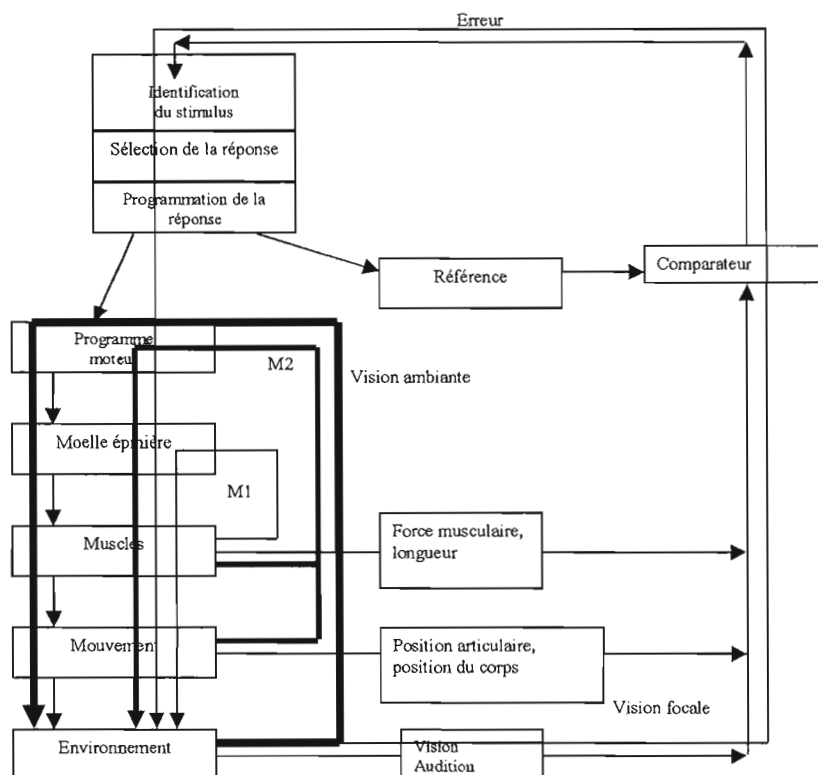 Erreur
Identification
du stimulus
Sélection de la réponse
Programmation de la
réponse
Référence
Comparateur
Programme
moteur
M2
Vision ambiante
Moelle épinière
M1
Muscles
Force musculaire,
longueur
Mouvement
Position articulaire,
position du corps
Vision focale
Environnement
Vision
Audition